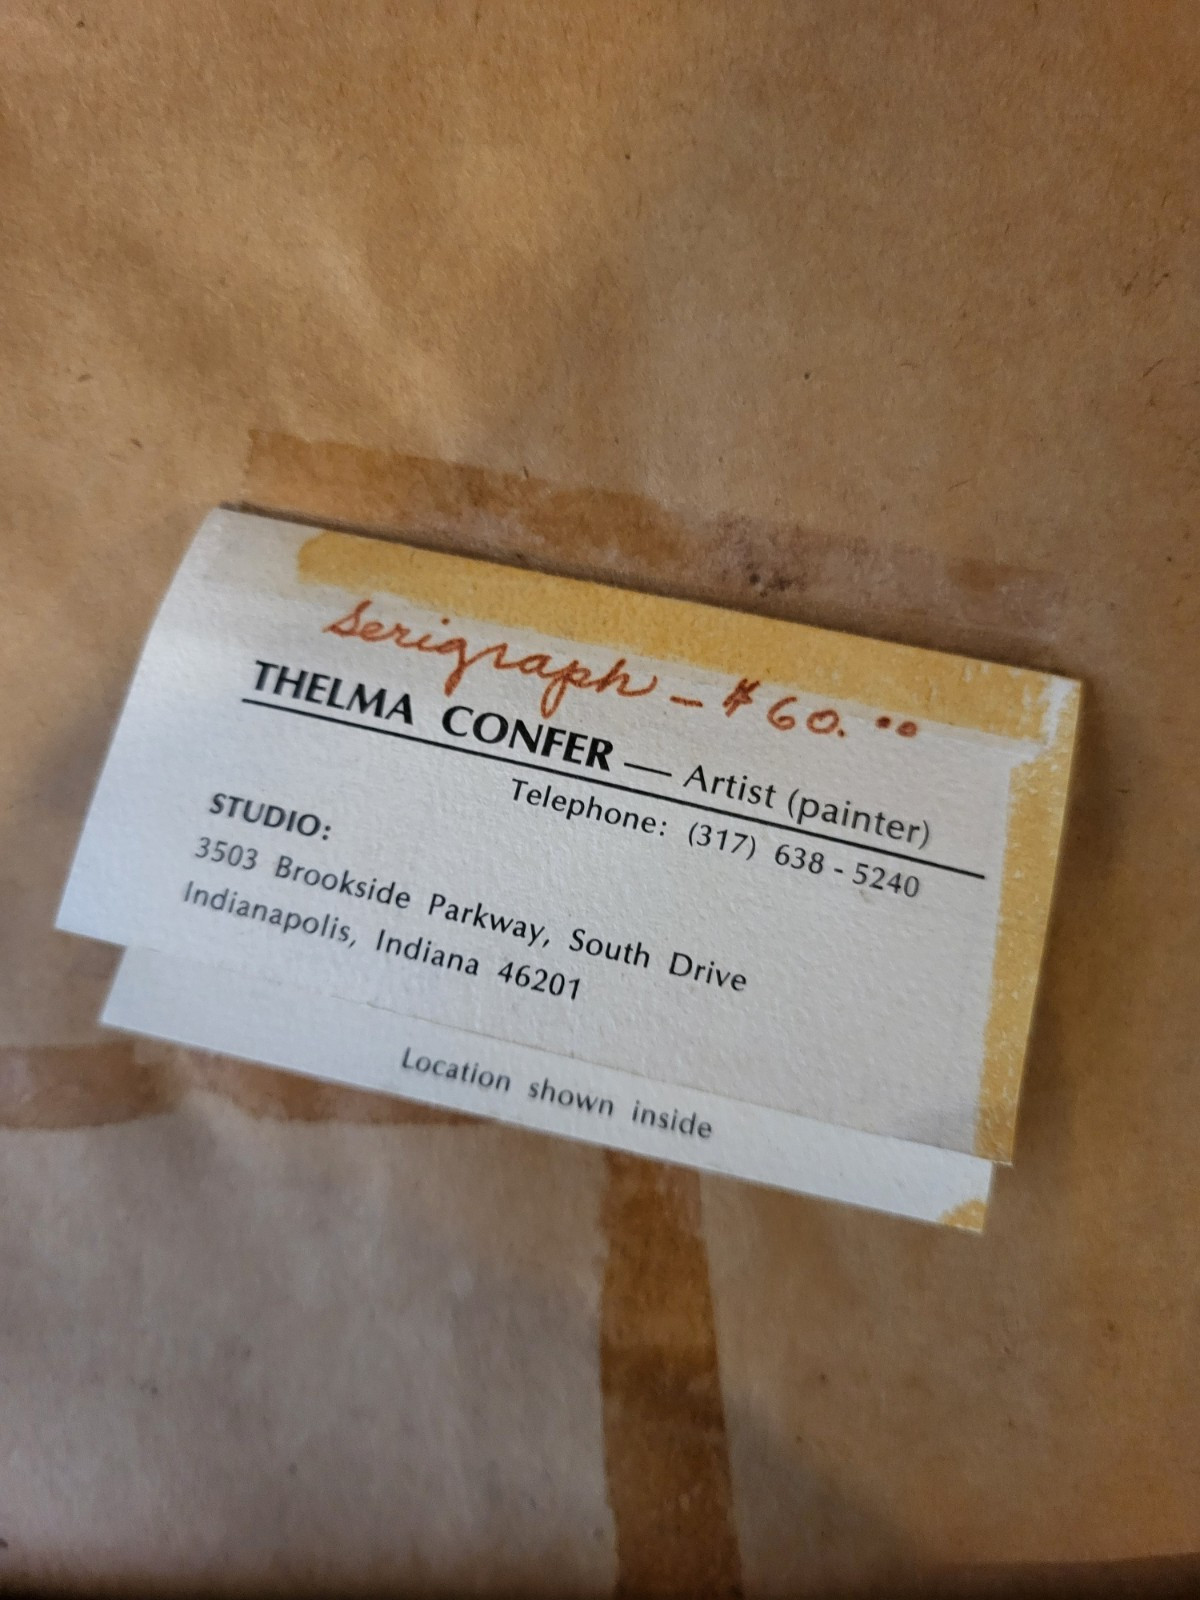 Serigraph - $60.00
THELMA CONFER — Artist (painter)
Telephone: (317) 638 - 5240
STUDIO:
3503 Brookside Parkway, South Drive
Indianapolis, Indiana 46201
Location shown inside